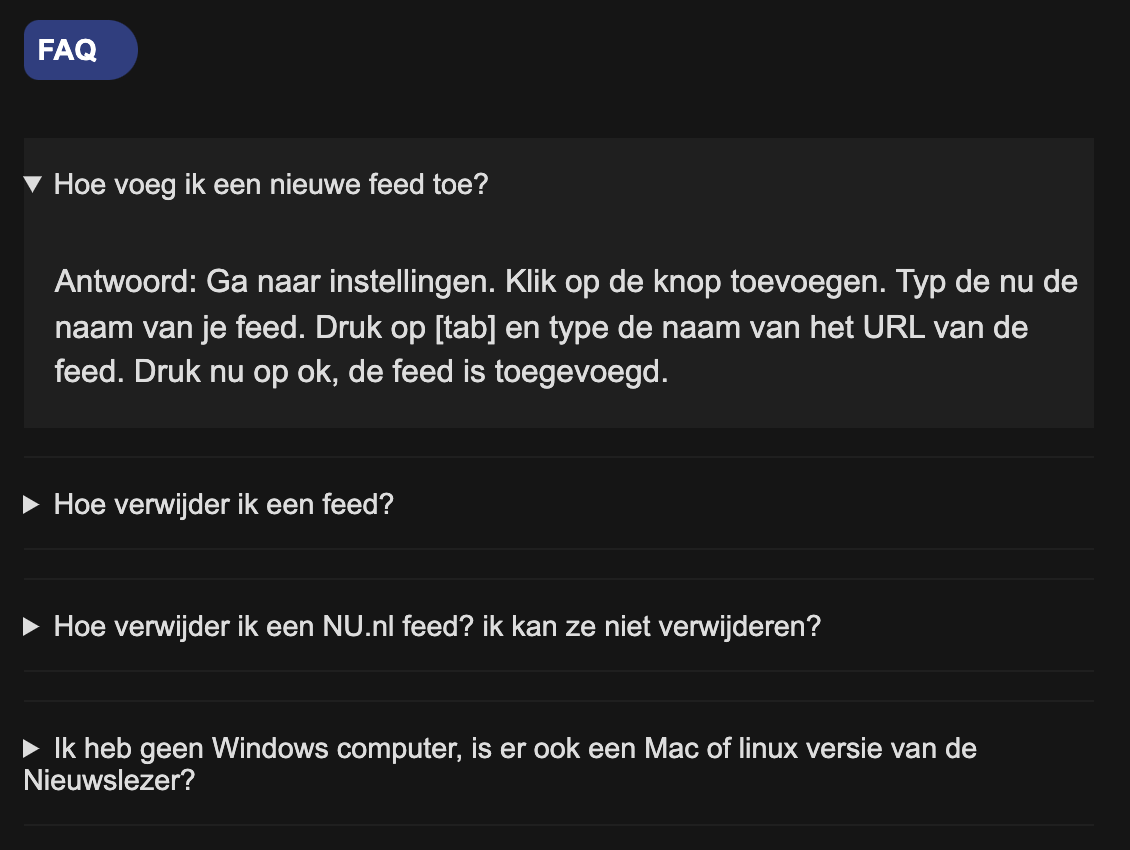 FAQ
Hoe voeg ik een nieuwe feed toe?
Antwoord: Ga naar instellingen. Klik op de knop toevoegen. Typ de nu de
naam van je feed. Druk op [tab] en type de naam van het URL van de
feed. Druk nu op ok, de feed is toegevoegd.
Hoe verwijder ik een feed?
Hoe verwijder ik een NU.nl feed? ik kan ze niet verwijderen?
Ik heb geen Windows computer, is er ook een Mac of linux versie van de
Nieuwslezer?